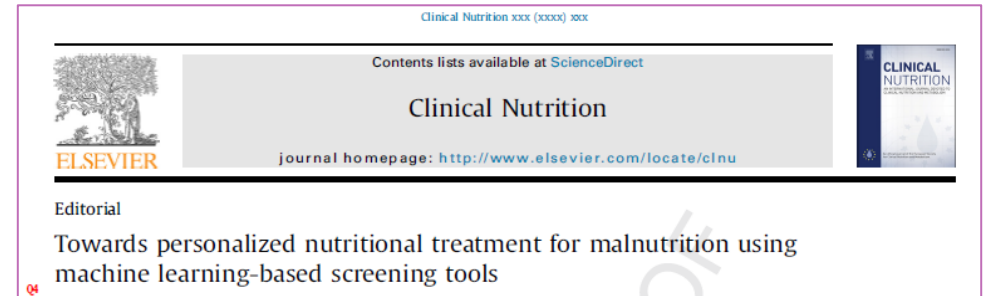 Clinical Nutrition xxx (xxxx) xxx
Contents lists available at ScienceDirect
CLINICAL
NUTRITION
Clinical Nutrition
ELSEVIER
journal homepage: http://www.elsevier.com/locate/clnu
Editorial
Towards personalized nutritional treatment for malnutrition using
machine learning-based screening tools
Q4
OF